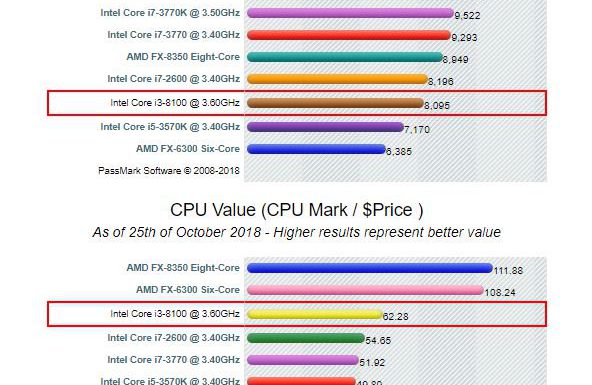 Intel Core i7-3770K @ 3.50GHz 9,522
Intel Core i7-3770 @ 3.40GHz 9,293
AMD FX-8350 Eight-Core 8,949
Intel Core i7-2600 @ 3.40GHz 8,196
Intel Core i3-8100 @ 3.60GHz 8,095
Intel Core i5-3570K @ 3.40GHz 7,170
AMD FX-6300 Six-Core 6,385
PassMark Software © 2008-2018
CPU Value (CPU Mark / $Price )
As of 25th of October 2018 - Higher results represent better value
AMD FX-8350 Eight-Core 111.88
AMD FX-6300 Six-Core 108.24
Intel Core i3-8100 @ 3.60GHz 62.28
Intel Core i7-2600 @ 3.40GHz 54.65
Intel Core i7-3770 @ 3.40GHz 51.92
Intel Core i5-3570K @ 3.40GHz 49.80